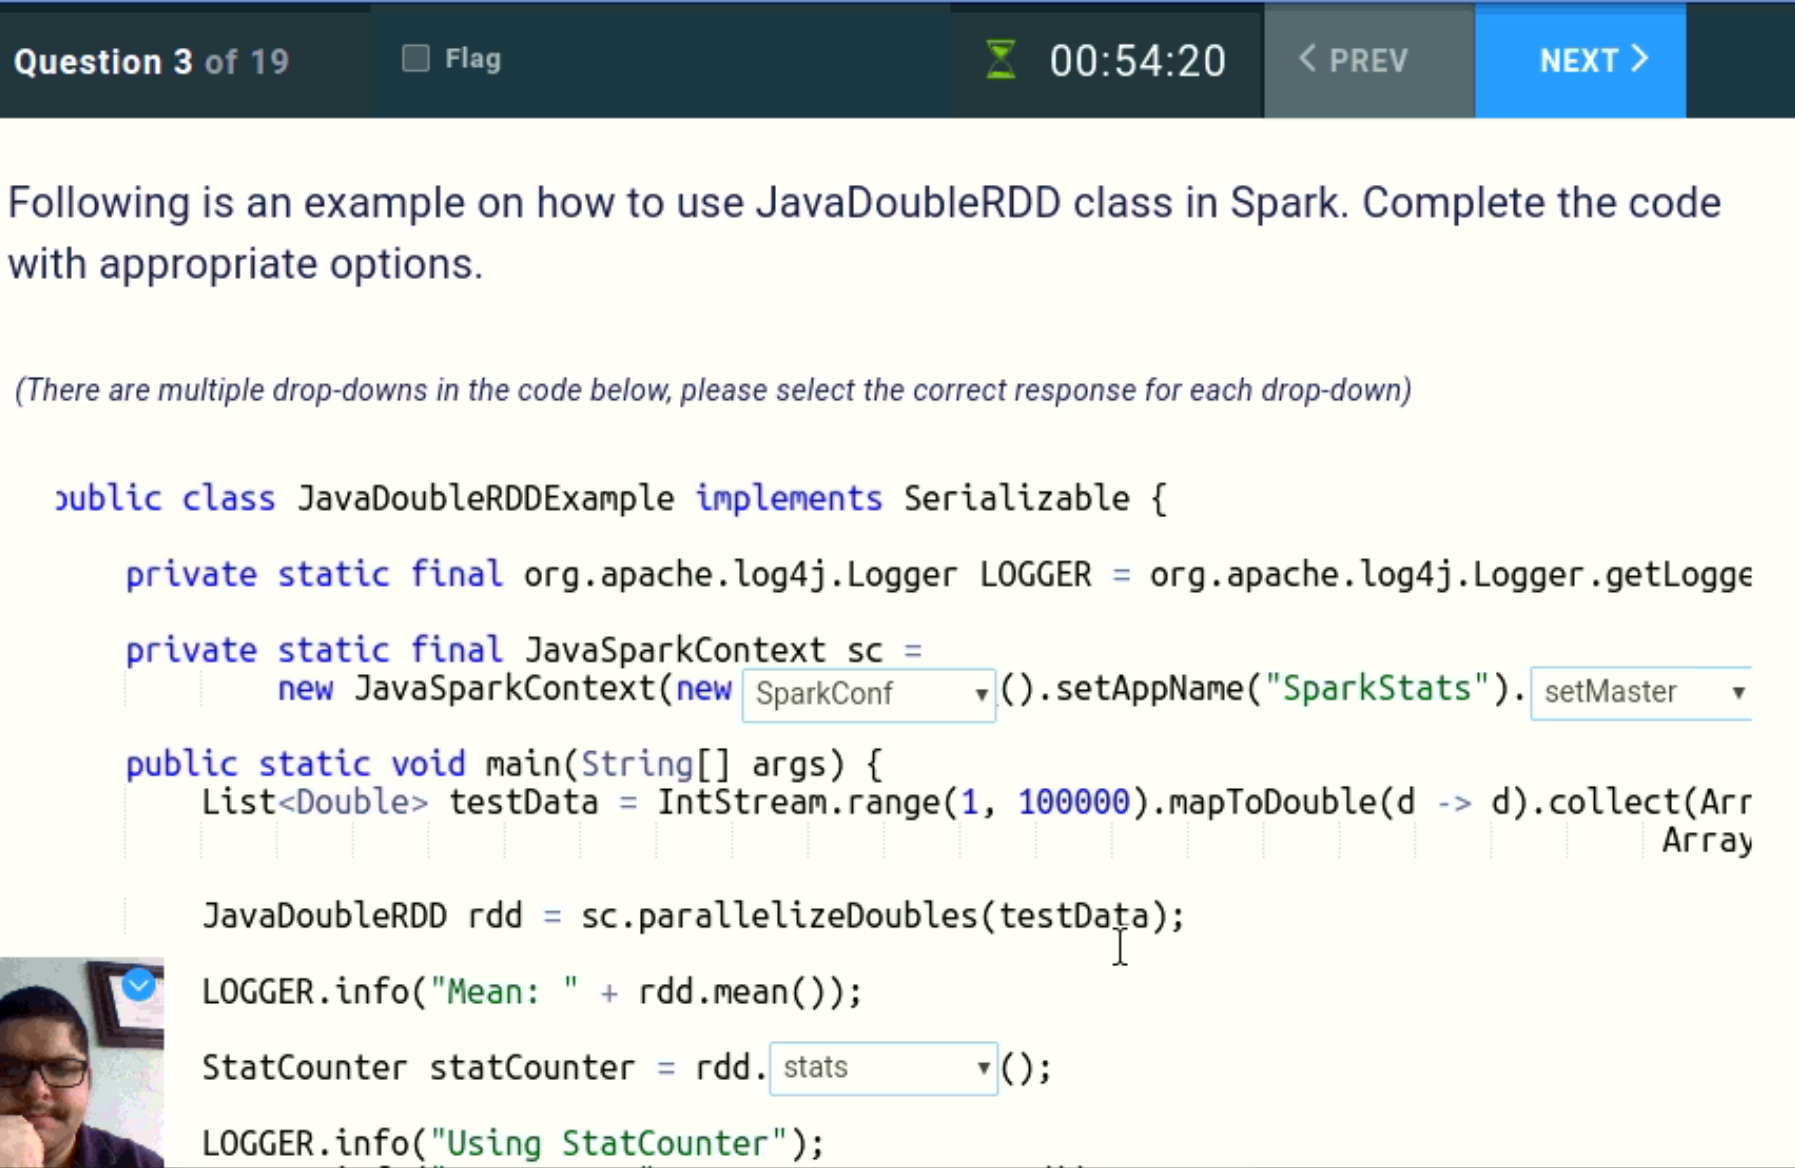 Question 3 of 19
Flag
00:54:20
PREV
NEXT
Following is an example on how to use JavaDoubleRDD class in Spark. Complete the code
with appropriate options.
(There are multiple drop-downs in the code below, please select the correct response for each drop-down)
public class JavaDoubleRDDExample implements Serializable {
private static final org.apache.log4j.Logger LOGGER = org.apache.log4j.Logger.getLogge
private static final JavaSparkContext sc =
new JavaSparkContext(new SparkConf ().setAppName("SparkStats"). setMaster
public static void main(String[] args) {
List<Double> testData = IntStream.range(1, 100000).mapToDouble(d -> d).collect(Arr
Array
JavaDoubleRDD rdd = sc.parallelizeDoubles(testData);
LOGGER.info("Mean: " + rdd.mean());
StatCounter statCounter = rdd. stats ();
LOGGER.info("Using StatCounter");